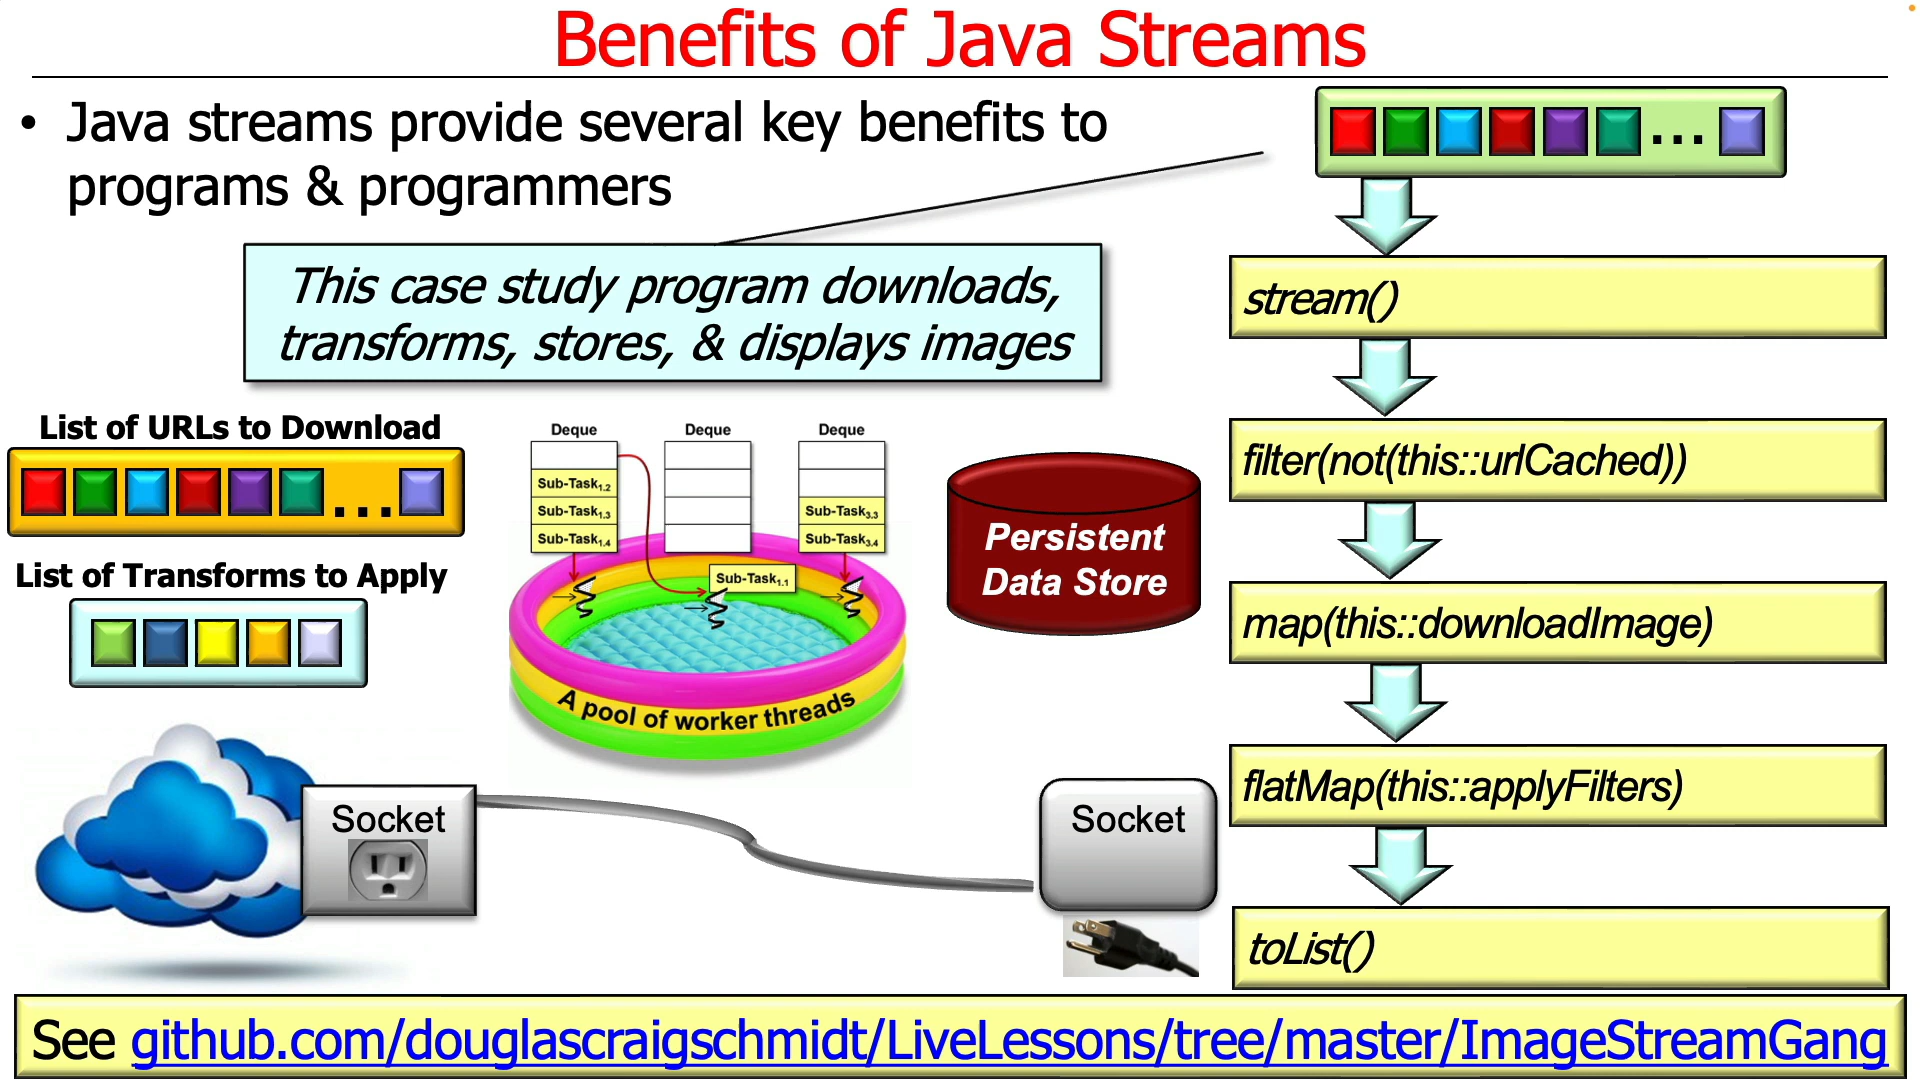 Benefits of Java Streams
• Java streams provide several key benefits to
programs & programmers
This case study program downloads,
transforms, stores, & displays images
List of URLs to Download
...
List of Transforms to Apply
Deque
Sub-Task1.2
Sub-Task1.3
Sub-Task1.4
Deque
Deque
Sub-Task3.3
Sub-Task3.4
Sub-Task1.1
A pool of worker threads
Persistent
Data Store
Socket
Socket
...
stream()
filter(not(this::urlCached))
map(this::downloadImage)
flatMap(this::applyFilters)
toList()
See github.com/douglascraigschmidt/LiveLessons/tree/master/ImageStreamGang